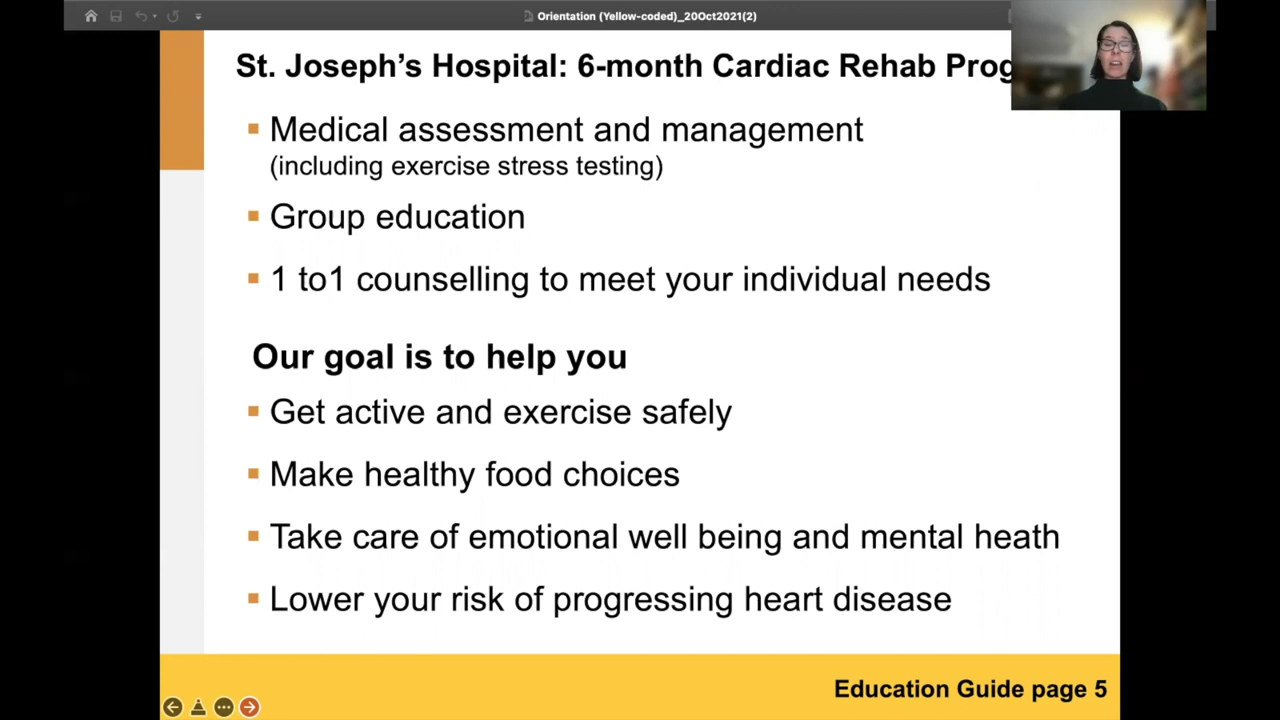 Orientation (Yellow-coded)_20Oct2021(2)
St. Joseph's Hospital: 6-month Cardiac Rehab Prog
▪ Medical assessment and management
(including exercise stress testing)
▪ Group education
▪ 1 to1 counselling to meet your individual needs
Our goal is to help you
▪ Get active and exercise safely
▪ Make healthy food choices
▪ Take care of emotional well being and mental heath
▪ Lower your risk of progressing heart disease
Education Guide page 5